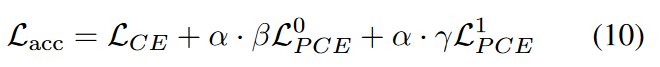 $\mathcal{L}_{\text{acc}} = \mathcal{L}_{CE} + \alpha \cdot \beta \mathcal{L}_{PCE}^{0} + \alpha \cdot \gamma \mathcal{L}_{PCE}^{1}$ (10)